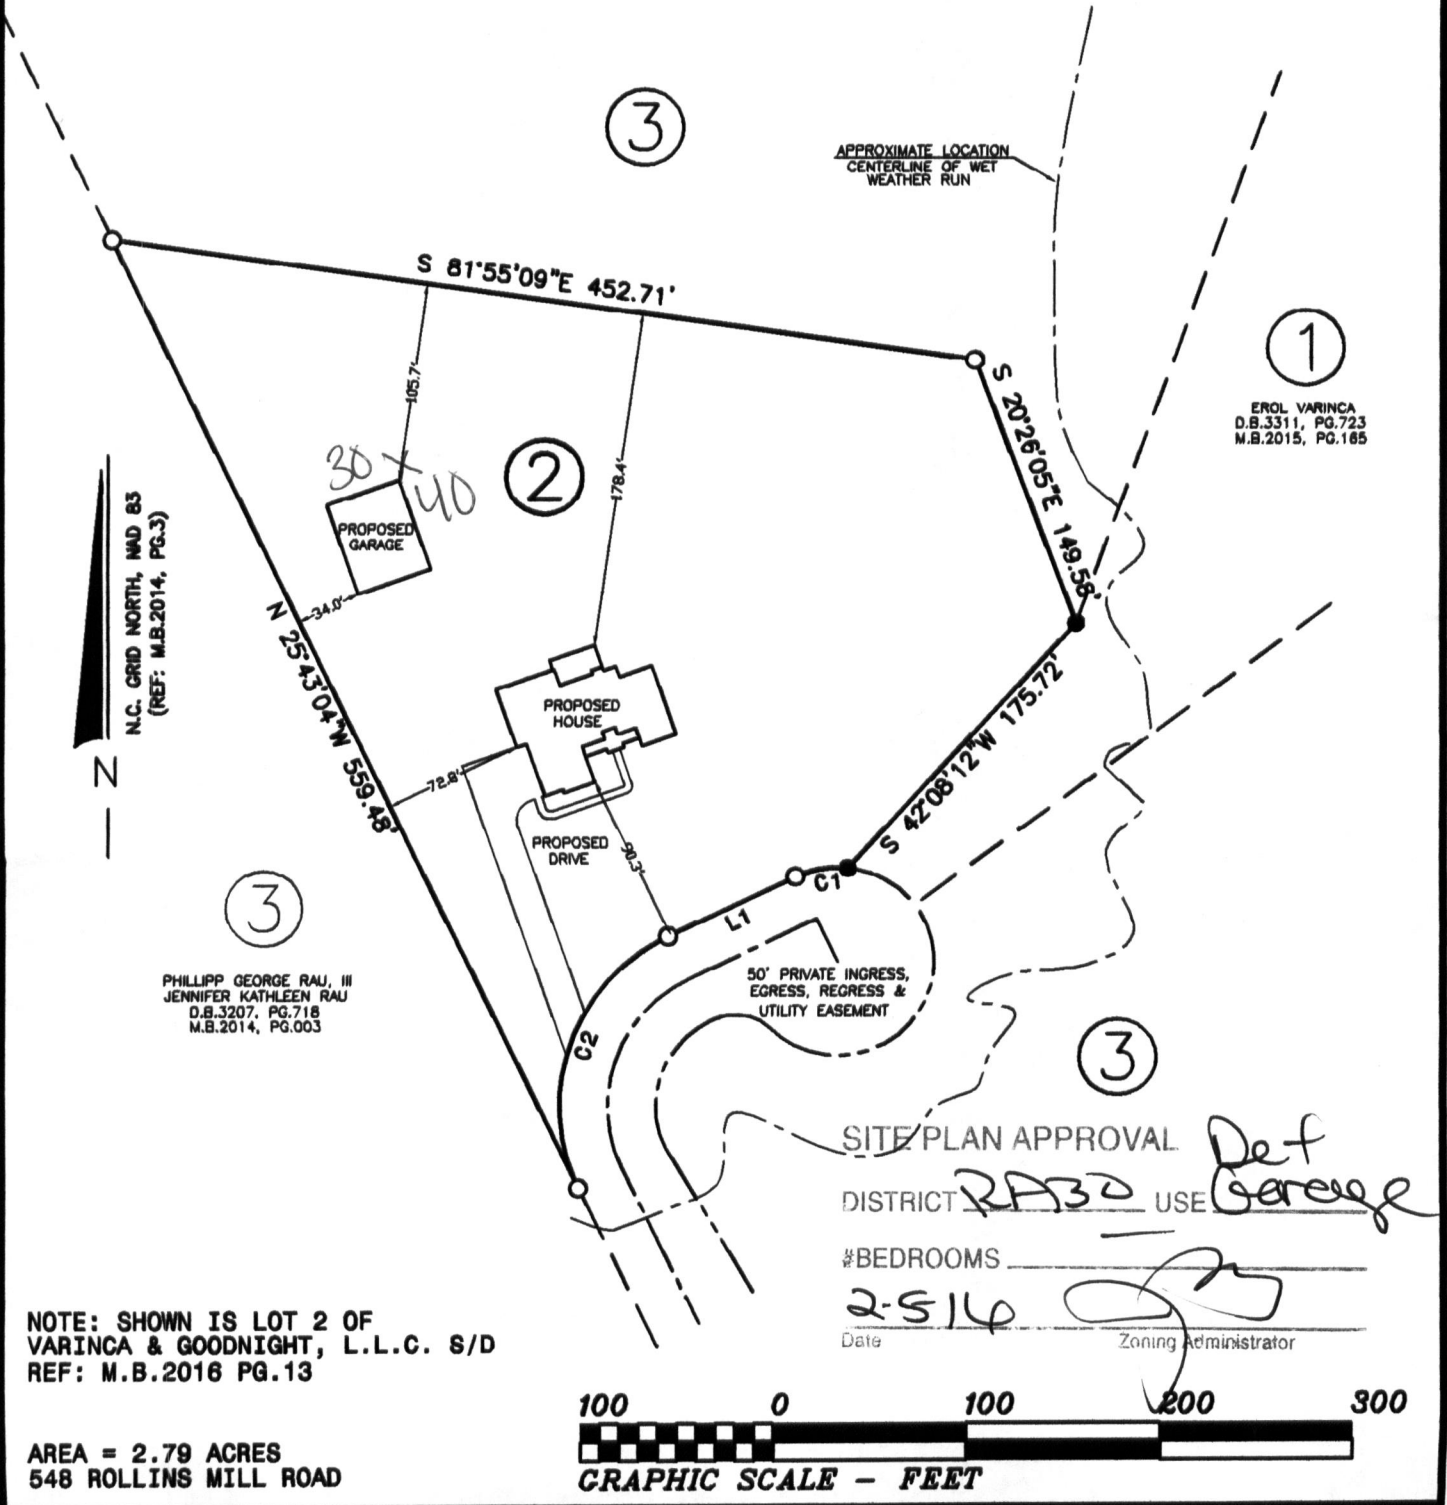 3
APPROXIMATE LOCATION
CENTERLINE OF WET
WEATHER RUN
S 81°55'09"E 452.71'
1
EROL VARINCA
D.B.3311, PG.723
M.B.2015, PG.165
S 20°26'05"E 149.58'
105.7'
178.4'
2
30 x
40
PROPOSED
GARAGE
34.0'
N.C. GRID NORTH, NAD 83
(REF: M.B.2014, PG.3)
N
N 25°43'04"W 559.48'
PROPOSED
HOUSE
72.8'
S 42°08'12"W 175.72'
PROPOSED
DRIVE
90.3'
C1
L1
3
PHILLIPP GEORGE RAU, III
JENNIFER KATHLEEN RAU
D.B.3207, PG.718
M.B.2014, PG.003
50' PRIVATE INGRESS,
EGRESS, REGRESS &
UTILITY EASEMENT
C2
3
SITE PLAN APPROVAL Det
DISTRICT RA30 USE Garage
#BEDROOMS
2-5-16
Date Zoning Administrator
NOTE: SHOWN IS LOT 2 OF
VARINCA & GOODNIGHT, L.L.C. S/D
REF: M.B.2016 PG.13
AREA = 2.79 ACRES
548 ROLLINS MILL ROAD
100 0 100 200 300
GRAPHIC SCALE - FEET